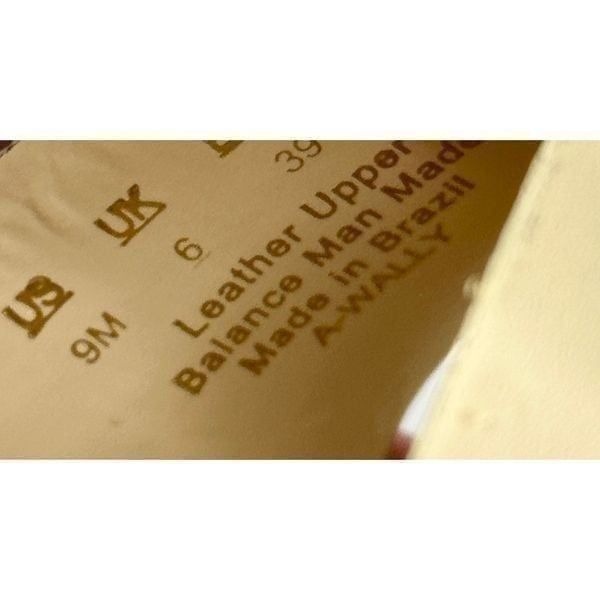 US UK
9M 6 39
Leather Upper
Balance Man Made
Made in Brazil
A-WALLY